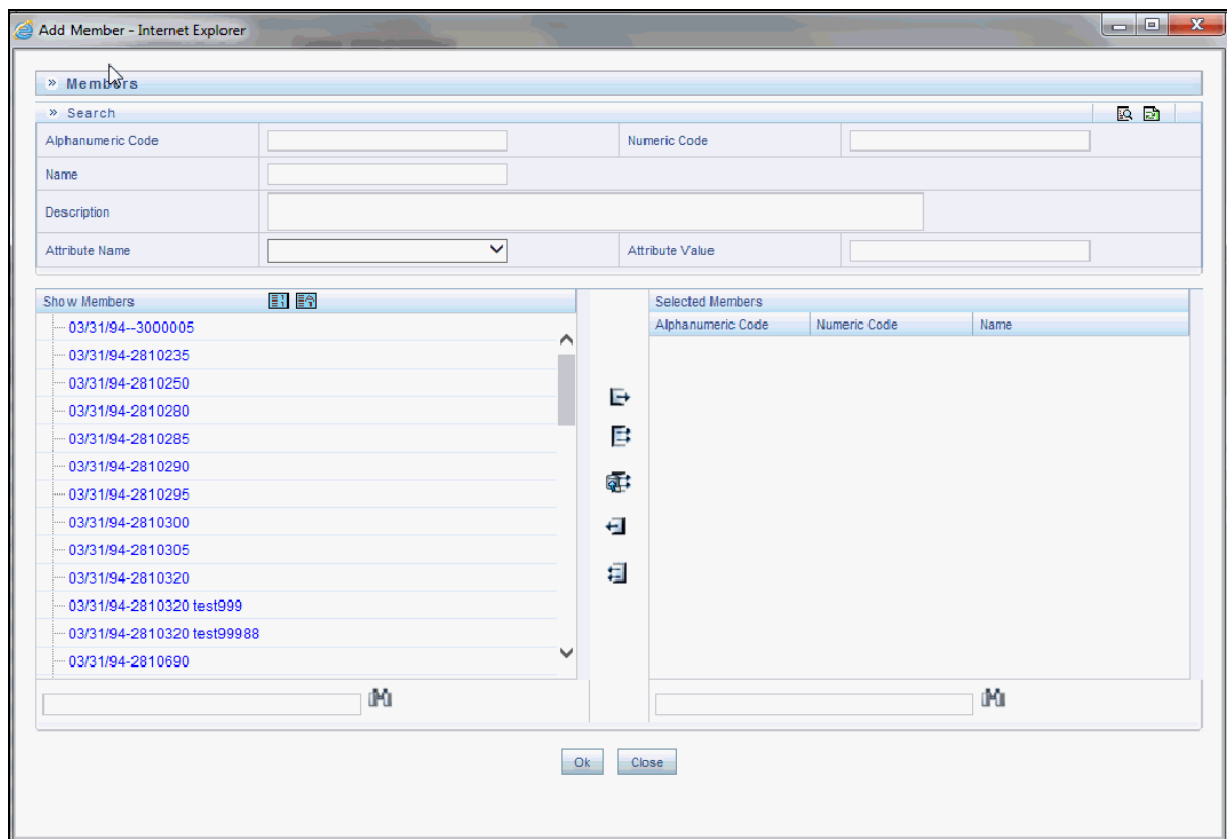 Add Member - Internet Explorer
Members
Search
Alphanumeric Code
Numeric Code
Name
Description
Attribute Name
Attribute Value
Show Members
03/31/94--3000005
03/31/94-2810235
03/31/94-2810250
03/31/94-2810280
03/31/94-2810285
03/31/94-2810290
03/31/94-2810295
03/31/94-2810300
03/31/94-2810305
03/31/94-2810320
03/31/94-2810320 test999
03/31/94-2810320 test99988
03/31/94-2810690
Selected Members
Alphanumeric Code Numeric Code Name
Ok Close